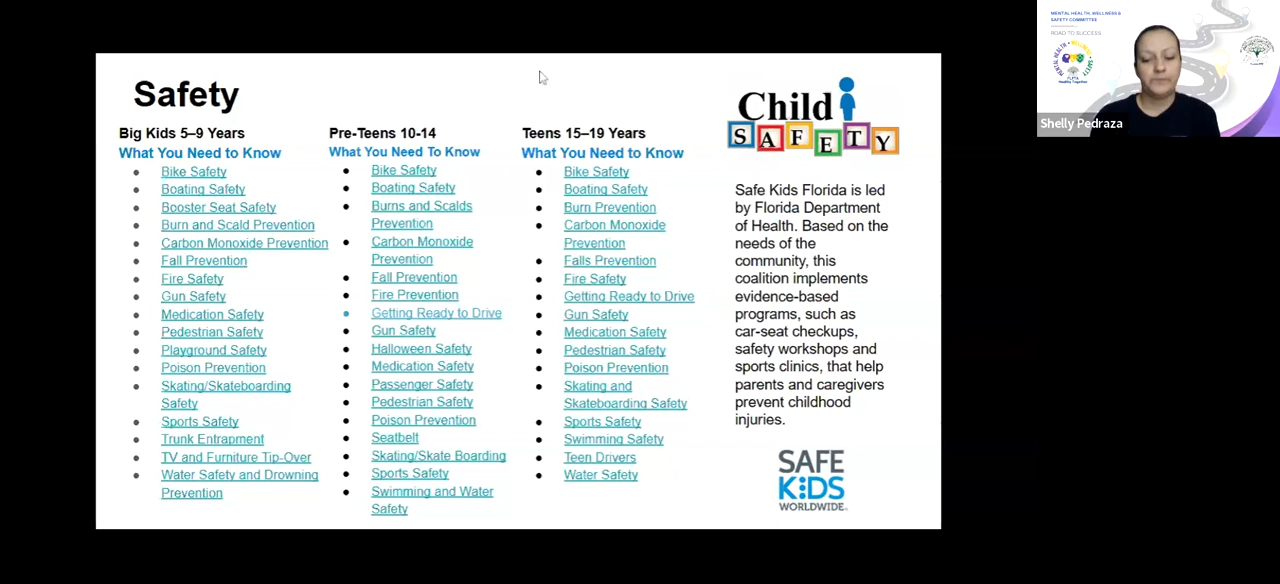 Safety
Big Kids 5–9 Years
What You Need to Know
Bike Safety
Boating Safety
Booster Seat Safety
Burn and Scald Prevention
Carbon Monoxide Prevention
Fall Prevention
Fire Safety
Gun Safety
Medication Safety
Pedestrian Safety
Playground Safety
Poison Prevention
Skating/Skateboarding
Safety
Sports Safety
Trunk Entrapment
TV and Furniture Tip-Over
Water Safety and Drowning
Prevention
Pre-Teens 10-14
What You Need To Know
Bike Safety
Boating Safety
Burns and Scalds
Prevention
Carbon Monoxide
Prevention
Fall Prevention
Fire Prevention
Getting Ready to Drive
Gun Safety
Halloween Safety
Medication Safety
Passenger Safety
Pedestrian Safety
Poison Prevention
Seatbelt
Skating/Skate Boarding
Sports Safety
Swimming and Water
Safety
Teens 15–19 Years
What You Need to Know
Bike Safety
Boating Safety
Burn Prevention
Carbon Monoxide
Prevention
Falls Prevention
Fire Safety
Getting Ready to Drive
Gun Safety
Medication Safety
Pedestrian Safety
Poison Prevention
Skating and
Skateboarding Safety
Sports Safety
Swimming Safety
Teen Drivers
Water Safety
Child
SAFETY
Safe Kids Florida is led
by Florida Department
of Health. Based on the
needs of the
community, this
coalition implements
evidence-based
programs, such as
car-seat checkups,
safety workshops and
sports clinics, that help
parents and caregivers
prevent childhood
injuries.
SAFE
KIDS
WORLDWIDE
MENTAL HEALTH, WELLNESS &
SAFETY COMMITTEE
ROAD TO SUCCESS
Shelly Pedraza